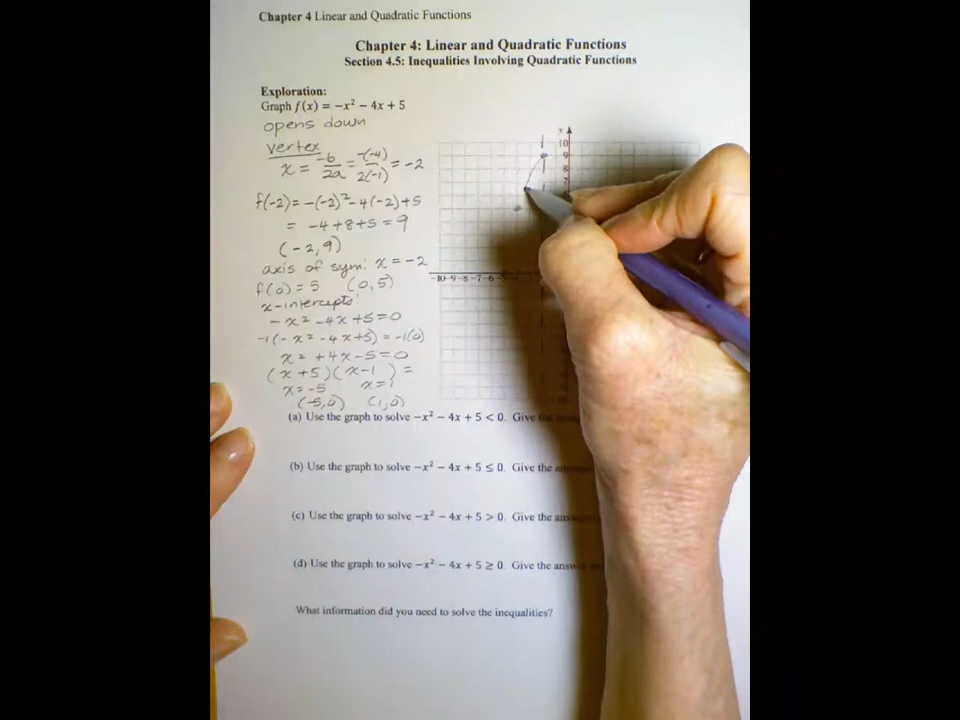 Chapter 4 Linear and Quadratic Functions
Chapter 4: Linear and Quadratic Functions
Section 4.5: Inequalities Involving Quadratic Functions
Exploration:
Graph f(x) = −x² − 4x + 5
opens down
vertex
x = -b/2a = -(-4)/2(-1) = -2
f(-2) = -(-2)² - 4(-2) + 5
= -4+8+5 = 9
(-2, 9)
axis of sym: x = -2
f(0) = 5 (0, 5)
x-intercepts
-x² -4x+5=0
-1(-x² -4x+5) = -1(0)
x² +4x-5=0
(x+5)(x-1) =
x=-5 x=1
(-5,0) (1,0)
y
10
9
8
7
-10 -9 -8 -7 -6 -5
(a) Use the graph to solve −x² − 4x + 5 < 0. Give the
(b) Use the graph to solve −x² − 4x + 5 ≤ 0. Give the
(c) Use the graph to solve −x² − 4x + 5 > 0. Give the
(d) Use the graph to solve −x² − 4x + 5 ≥ 0. Give the
What information did you need to solve the inequalities?